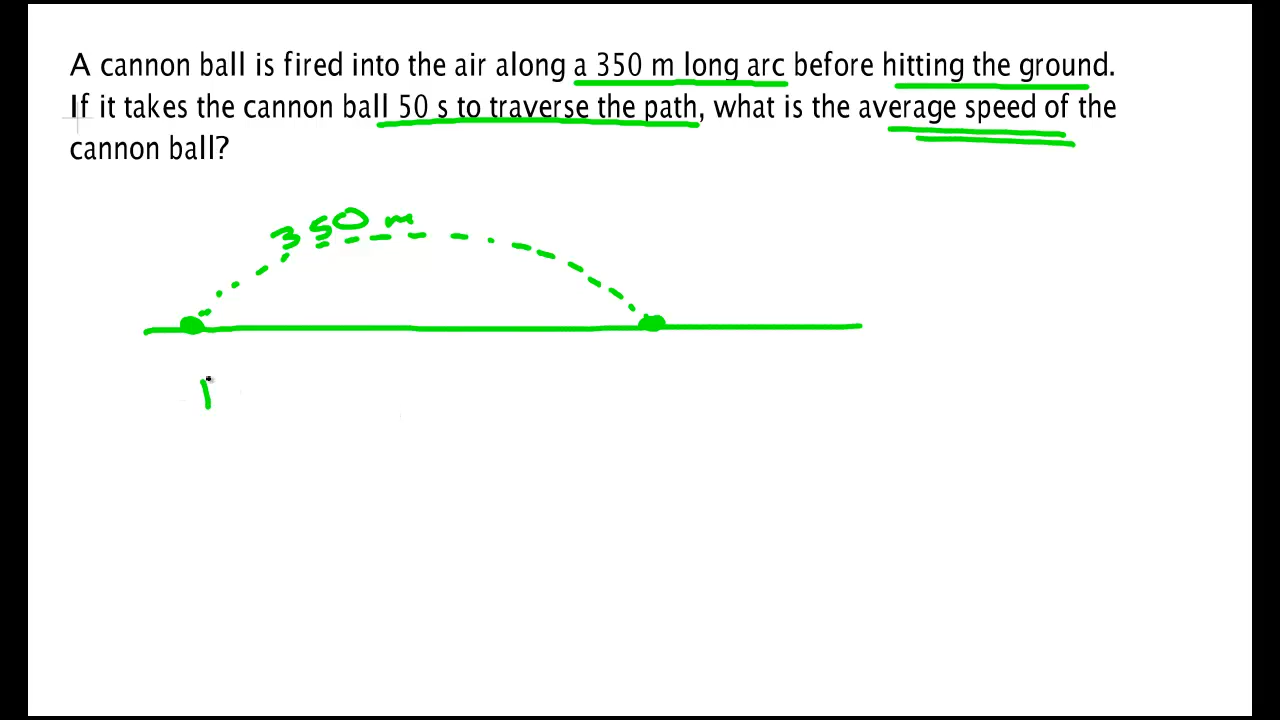 A cannon ball is fired into the air along a 350 m long arc before hitting the ground.
If it takes the cannon ball 50 s to traverse the path, what is the average speed of the
cannon ball?
350 m